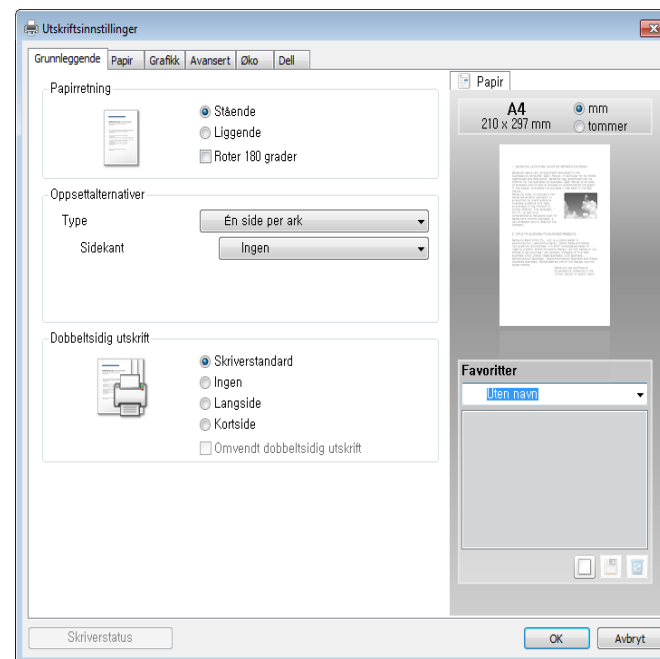 Utskriftsinnstillinger
Grunnleggende Papir Grafikk Avansert Øko Dell
Papirretning
Stående
Liggende
Roter 180 grader
Oppsettalternativer
Type Én side per ark
Sidekant Ingen
Dobbeltsidig utskrift
Skriverstandard
Ingen
Langside
Kortside
Omvendt dobbeltsidig utskrift
Papir
A4
210 x 297 mm
mm
tommer
Favoritter
Uten navn
Skriverstatus
OK Avbryt